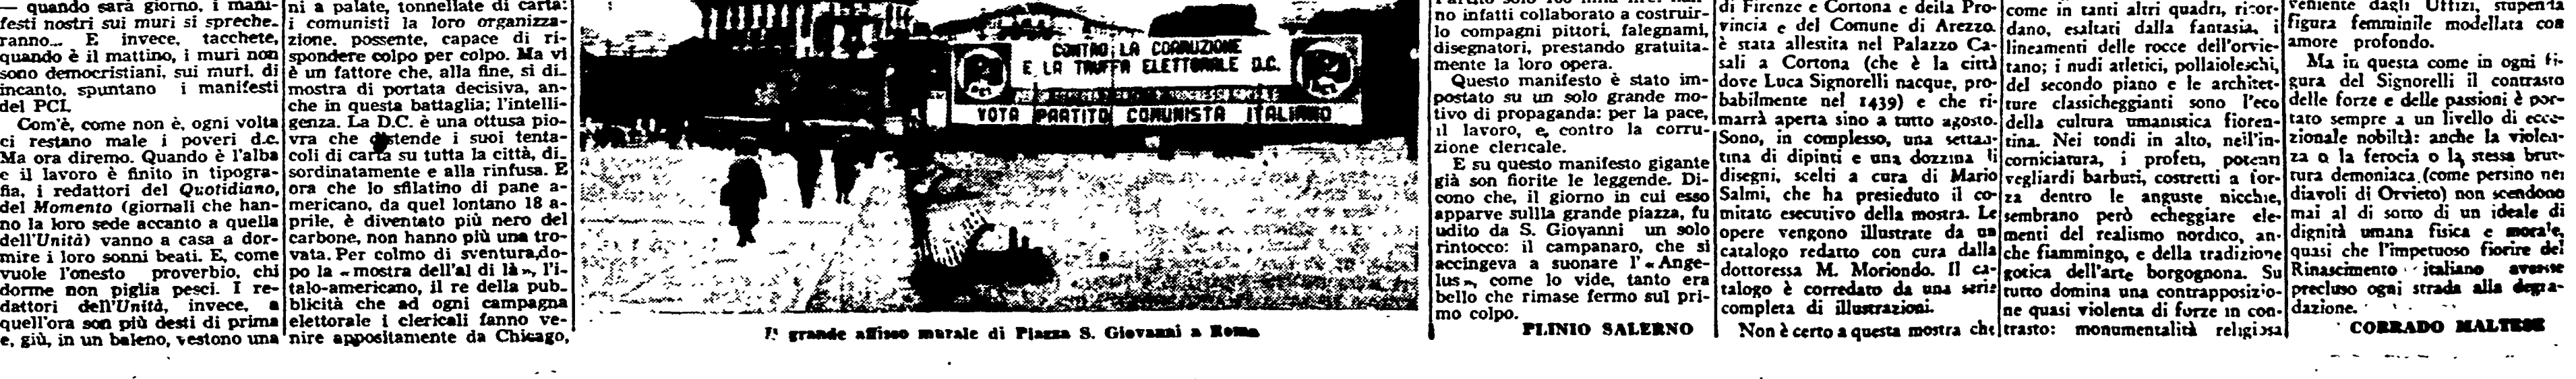 — quando sarà giorno, i mani-
festi nostri sui muri si spreche-
ranno... E invece, tacchete,
quando è il mattino, i muri non
sono democristiani, sui muri, di
incanto, spuntano i manifesti
del PCI.
Com'è, come non è, ogni volta
ci restano male i poveri d.c.
Ma ora diremo. Quando è l'alba
e il lavoro è finito in tipogra-
fia, i redattori del Quotidiano,
del Momento (giornali che han-
no la loro sede accanto a quella
dell'Unità) vanno a casa a dor-
mire i loro sonni beati. E, come
vuole l'onesto proverbio, chi
dorme non piglia pesci. I re-
dattori dell'Unità, invece, a
quell'ora son più desti di prima
e, giù, in un baleno, vestono una
ni a palate, tonnellate di carta:
i comunisti la loro organizza-
zione, possente, capace di ri-
spondere colpo per colpo. Ma vi
è un fattore che, alla fine, si di-
mostra di portata decisiva, an-
che in questa battaglia; l'intelli-
genza. La D.C. è una ottusa pio-
vra che distende i suoi tenta-
coli di carta su tutta la città, di-
sordinatamente e alla rinfusa. E
ora che lo sfilatino di pane a-
mericano, da quel lontano 18 a-
prile, è diventato più nero del
carbone, non hanno più una tro-
vata. Per colmo di sventura, do-
po la « mostra dell'al di là », l'i-
talo-americano, il re della pub-
blicità che ad ogni campagna
elettorale i clericali fanno ve-
nire appositamente da Chicago,
CONTRO LA CORRUZIONE
E LA TRUFFA ELETTORALE D.C.
VOTA PARTITO COMUNISTA ITALIANO
Il grande affisso murale di Piazza S. Giovanni a Roma
no infatti collaborato a costruir-
lo compagni pittori, falegnami,
disegnatori, prestando gratuita-
mente la loro opera.
Questo manifesto è stato im-
postato su un solo grande mo-
tivo di propaganda: per la pace,
il lavoro, e, contro la corru-
zione clericale.
E su questo manifesto gigante
già son fiorite le leggende. Di-
cono che, il giorno in cui esso
apparve sullla grande piazza, fu
udito da S. Giovanni un solo
rintocco: il campanaro, che si
accingeva a suonare l'« Ange-
lus », come lo vide, tanto era
bello che rimase fermo sul pri-
mo colpo.
PLINIO SALERNO
di Firenze e Cortona e della Pro-
vincia e del Comune di Arezzo,
è stata allestita nel Palazzo Ca-
sali a Cortona (che è la città
dove Luca Signorelli nacque, pro-
babilmente nel 1439) e che ri-
marrà aperta sino a tutto agosto.
Sono, in complesso, una settan-
tina di dipinti e una dozzina di
disegni, scelti a cura di Mario
Salmi, che ha presieduto il co-
mitato esecutivo della mostra. Le
opere vengono illustrate da un
catalogo redatto con cura dalla
dottoressa M. Moriondo. Il ca-
talogo è corredato da una serie
completa di illustrazioni.
Non è certo a questa mostra che
come in tanti altri quadri, ricor-
dano, esaltati dalla fantasia, i
lineamenti delle rocce dell'orvie-
tano; i nudi atletici, pollaioleschi,
del secondo piano e le architet-
ture classicheggianti sono l'eco
della cultura umanistica fioren-
tina. Nei tondi in alto, nell'in-
corniciatura, i profeti, potenti
vegliardi barbuti, costretti a for-
za dentro le anguste nicchie,
sembrano però echeggiare ele-
menti del realismo nordico, an-
che fiammingo, e della tradizione
gotica dell'arte borgognona. Su
tutto domina una contrapposizio-
ne quasi violenta di forze in con-
trasto: monumentalità religiosa
veniente dagli Uffizi, stupenda
figura femminile modellata con
amore profondo.
Ma in questa come in ogni fi-
gura del Signorelli il contrasto
delle forze e delle passioni è por-
tato sempre a un livello di ecce-
zionale nobiltà: anche la violen-
za o la ferocia o la stessa brut-
tura demoniaca (come persino nei
diavoli di Orvieto) non scendono
mai al di sotto di un ideale di
dignità umana fisica e morale,
quasi che l'impetuoso fiorire del
Rinascimento italiano avesse
precluso ogni strada alla degra-
dazione.
CORRADO MALTESE